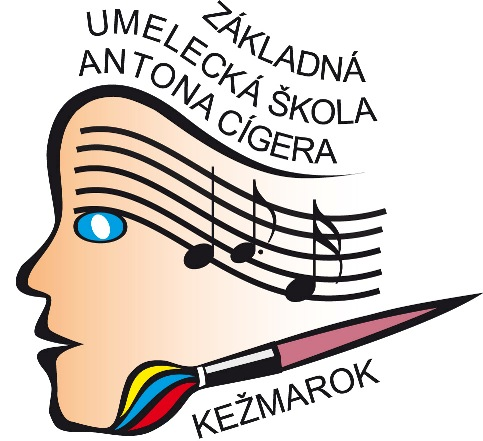 ZÁKLADNÁ
UMELECKÁ ŠKOLA
ANTONA CÍGERA
KEŽMAROK